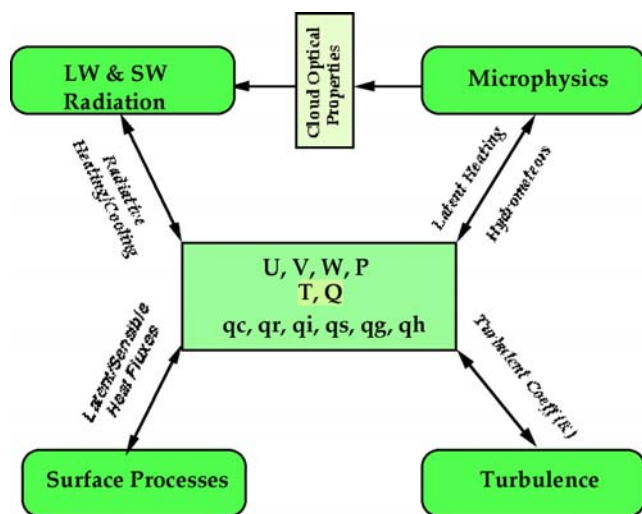 LW & SW
Radiation
Cloud Optical
Properties
Microphysics
Radiative
Heating/Cooling
Latent Heating
Hydrometeors
U, V, W, P
T, Q
qc, qr, qi, qs, qg, qh
Latent/Sensible
Heat Fluxes
Turbulent Coeff (K)
Surface Processes
Turbulence